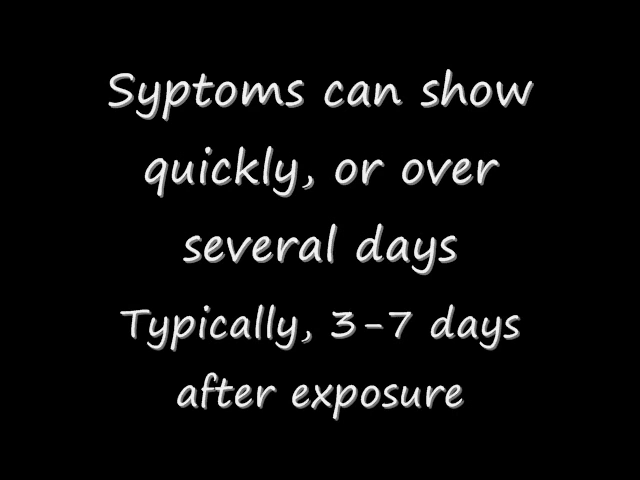 Syptoms can show
quickly, or over
several days
Typically, 3-7 days
after exposure